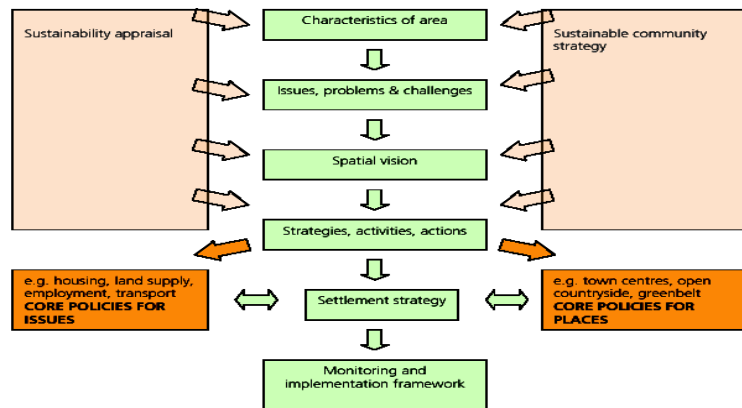 Sustainability appraisal
Characteristics of area
Sustainable community
strategy
Issues, problems & challenges
Spatial vision
Strategies, activities, actions
e.g. housing, land supply,
employment, transport
CORE POLICIES FOR
ISSUES
Settlement strategy
e.g. town centres, open
countryside, greenbelt
CORE POLICIES FOR
PLACES
Monitoring and
implementation framework